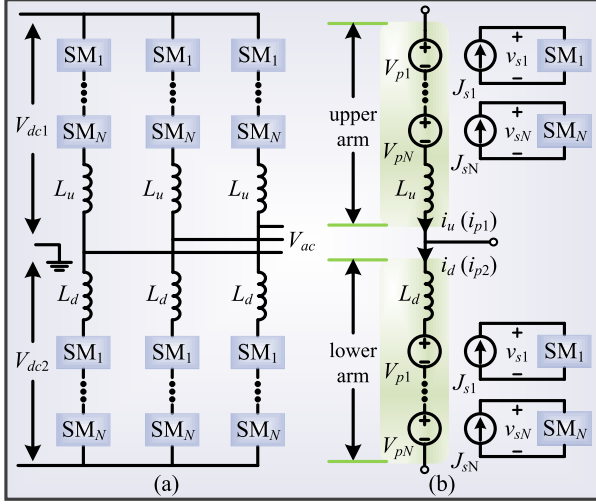 SM1 SM1 SM1
Vdc1
SMN SMN SMN
Lu Lu Lu
Vac
Ld Ld Ld
Vdc2
SM1 SM1 SM1
SMN SMN SMN
(a)
Vp1
upper
arm
VpN
Lu
Js1
+
vs1
−
SM1
JsN
+
vsN
−
SMN
iu (ip1)
id (ip2)
Ld
lower
arm
Vp1
VpN
Js1
+
vs1
−
SM1
JsN
+
vsN
−
SMN
(b)